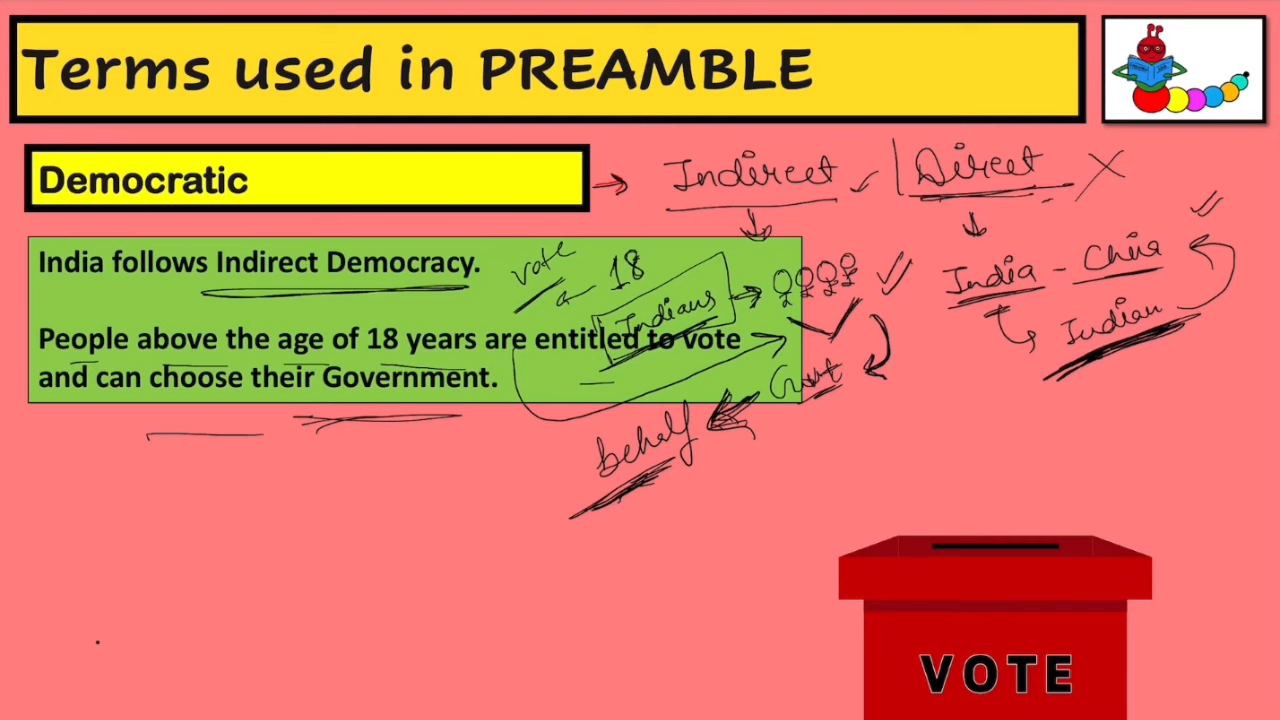 Terms used in PREAMBLE
Democratic
Indirect
Direct
India follows Indirect Democracy.
vote
18
Indians
India - China
Indian
People above the age of 18 years are entitled to vote
and can choose their Government.
Govt
behalf
VOTE